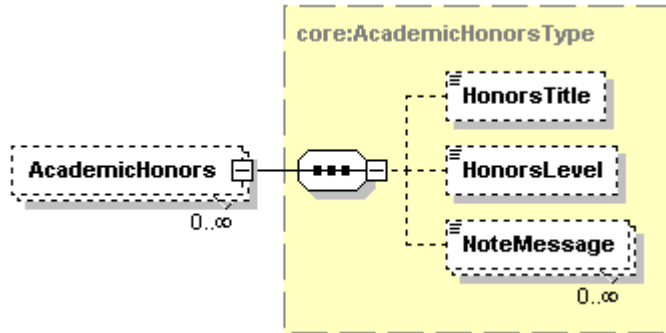 core:AcademicHonorsType
HonorsTitle
AcademicHonors
0..∞
HonorsLevel
NoteMessage
0..∞